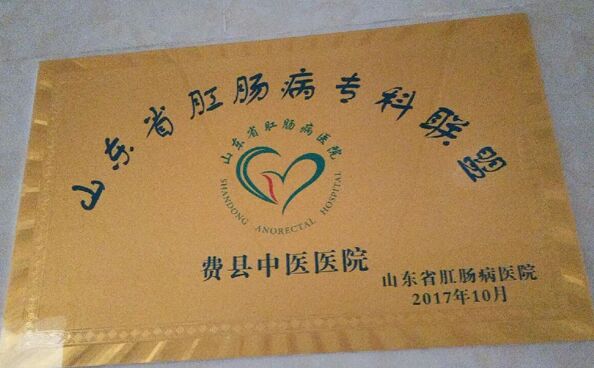 山东省肛肠病专科联盟
山东省肛肠病医院
SHANDONG ANORECTAL HOSPITAL
费县中医医院
山东省肛肠病医院
2017年10月